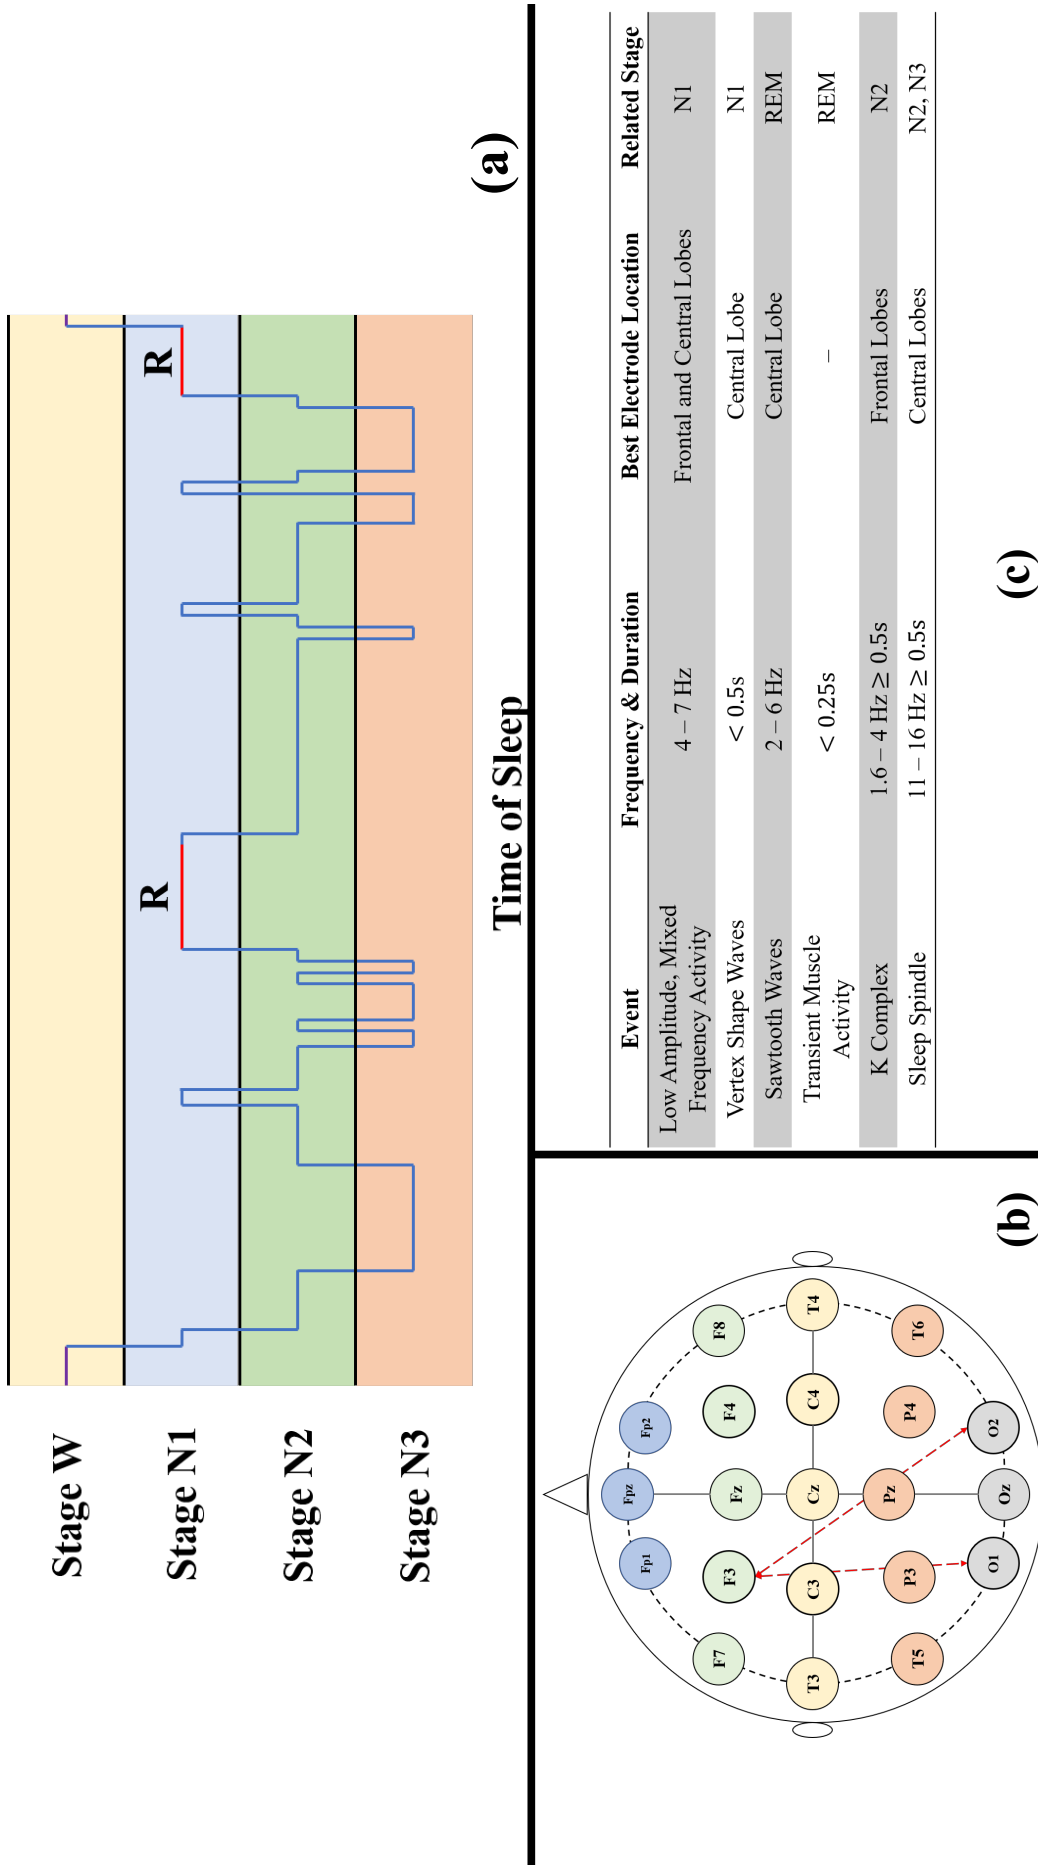 Stage W
Stage N1
Stage N2
Stage N3
R
R
Time of Sleep
(a)
Fp1
Fpz
Fp2
F7
F3
Fz
F4
F8
T3
C3
Cz
C4
T4
T5
P3
Pz
P4
T6
O1
Oz
O2
(b)
Event Frequency & Duration Best Electrode Location Related Stage
Low Amplitude, Mixed
Frequency Activity 4 – 7 Hz Frontal and Central Lobes N1
Vertex Shape Waves < 0.5s Central Lobe N1
Sawtooth Waves 2 – 6 Hz Central Lobe REM
Transient Muscle
Activity < 0.25s – REM
K Complex 1.6 – 4 Hz ≥ 0.5s Frontal Lobes N2
Sleep Spindle 11 – 16 Hz ≥ 0.5s Central Lobes N2, N3
(c)